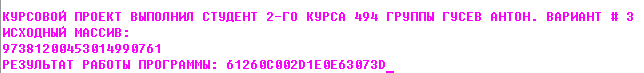 КУРСОВОЙ ПРОЕКТ ВЫПОЛНИЛ СТУДЕНТ 2-ГО КУРСА 494 ГРУППЫ ГУСЕВ АНТОН. ВАРИАНТ # 3
ИСХОДНЫЙ МАССИВ:
97381200453014990761
РЕЗУЛЬТАТ РАБОТЫ ПРОГРАММЫ: 61260C002D1E0E63073D_